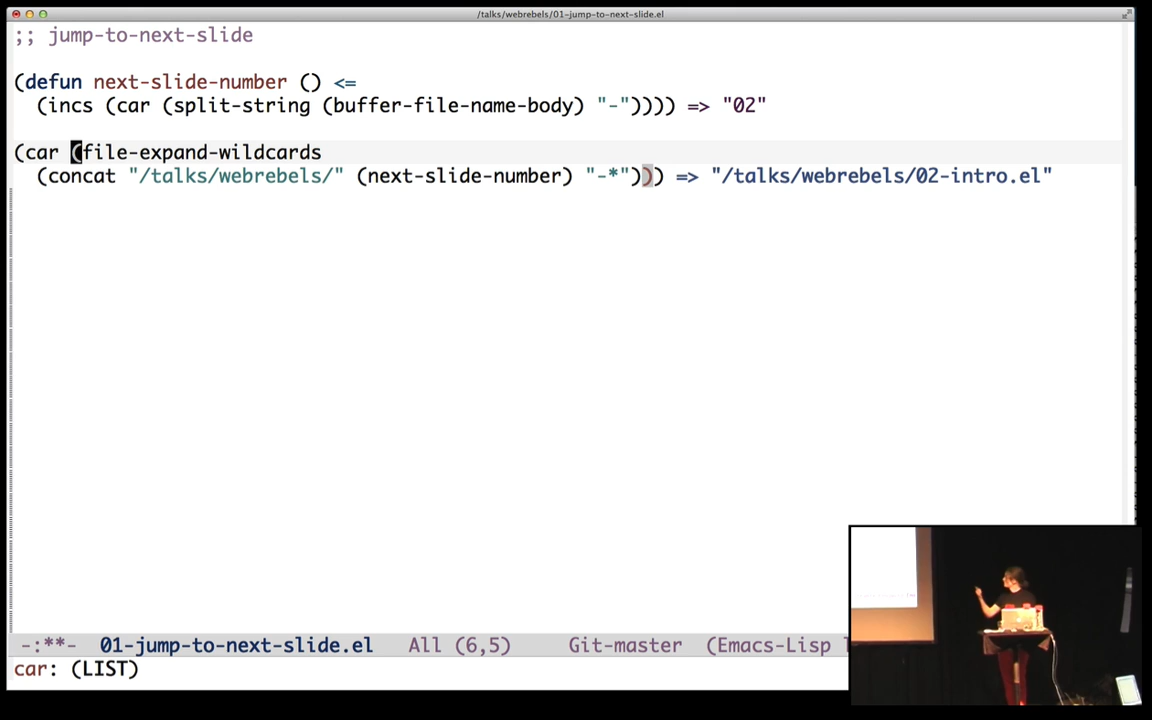 /talks/webrebels/01-jump-to-next-slide.el
;; jump-to-next-slide
(defun next-slide-number () <=
(incs (car (split-string (buffer-file-name-body) "-")))) => "02"
(car (file-expand-wildcards
(concat "/talks/webrebels/" (next-slide-number) "-*"))) => "/talks/webrebels/02-intro.el"
-:**- 01-jump-to-next-slide.el All (6,5) Git-master (Emacs-Lisp
car: (LIST)